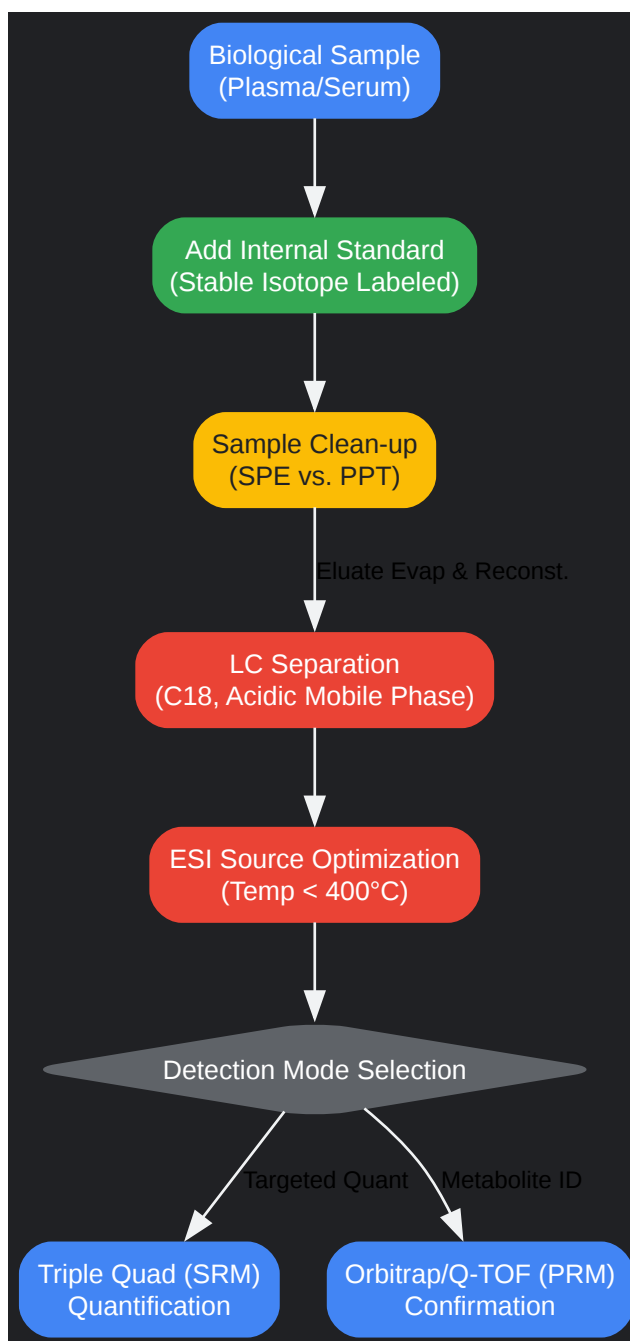 Biological Sample
(Plasma/Serum)
Add Internal Standard
(Stable Isotope Labeled)
Sample Clean-up
(SPE vs. PPT)
Eluate Evap & Reconst.
LC Separation
(C18, Acidic Mobile Phase)
ESI Source Optimization
(Temp < 400°C)
Detection Mode Selection
Targeted Quant
Metabolite ID
Triple Quad (SRM)
Quantification
Orbitrap/Q-TOF (PRM)
Confirmation